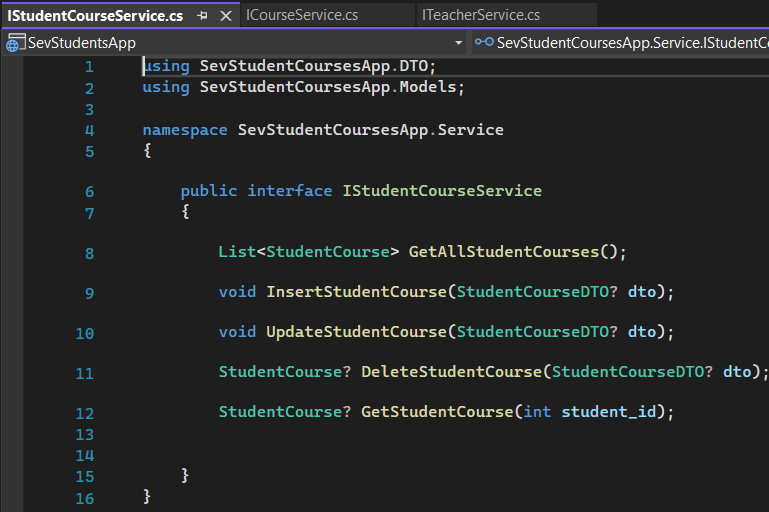 IStudentCourseService.cs ICourseService.cs ITeacherService.cs
SevStudentsApp SevStudentCoursesApp.Service.IStudentCo
1 using SevStudentCoursesApp.DTO;
2 using SevStudentCoursesApp.Models;
3
4 namespace SevStudentCoursesApp.Service
5 {
6 public interface IStudentCourseService
7 {
8 List<StudentCourse> GetAllStudentCourses();
9 void InsertStudentCourse(StudentCourseDTO? dto);
10 void UpdateStudentCourse(StudentCourseDTO? dto);
11 StudentCourse? DeleteStudentCourse(StudentCourseDTO? dto);
12 StudentCourse? GetStudentCourse(int student_id);
13
14
15 }
16 }